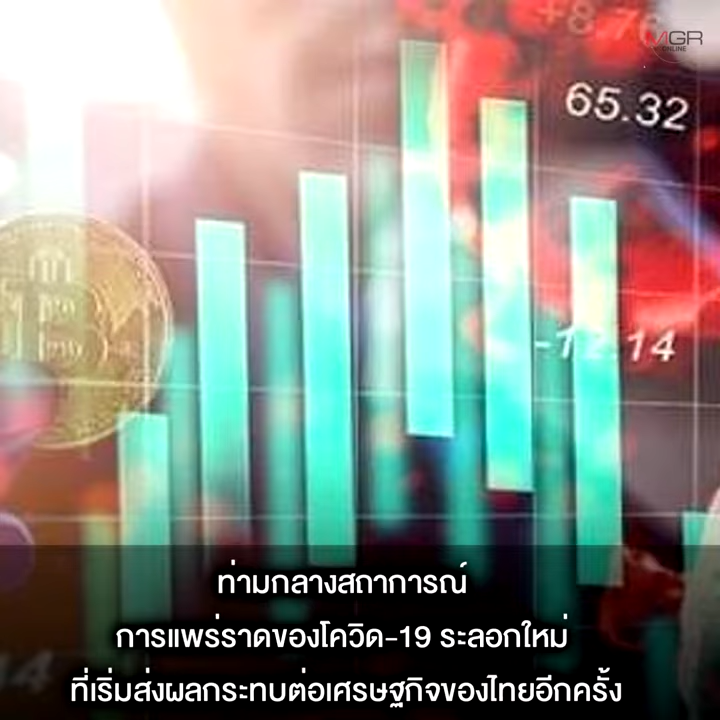 +8.76
MGR
ONLINE
65.32
-12.14
ท่ามกลางสถาการณ์
การแพร่ราดของโควิด-19 ระลอกใหม่
ที่เริ่มส่งผลกระทบต่อเศรษฐกิจของไทยอีกครั้ง